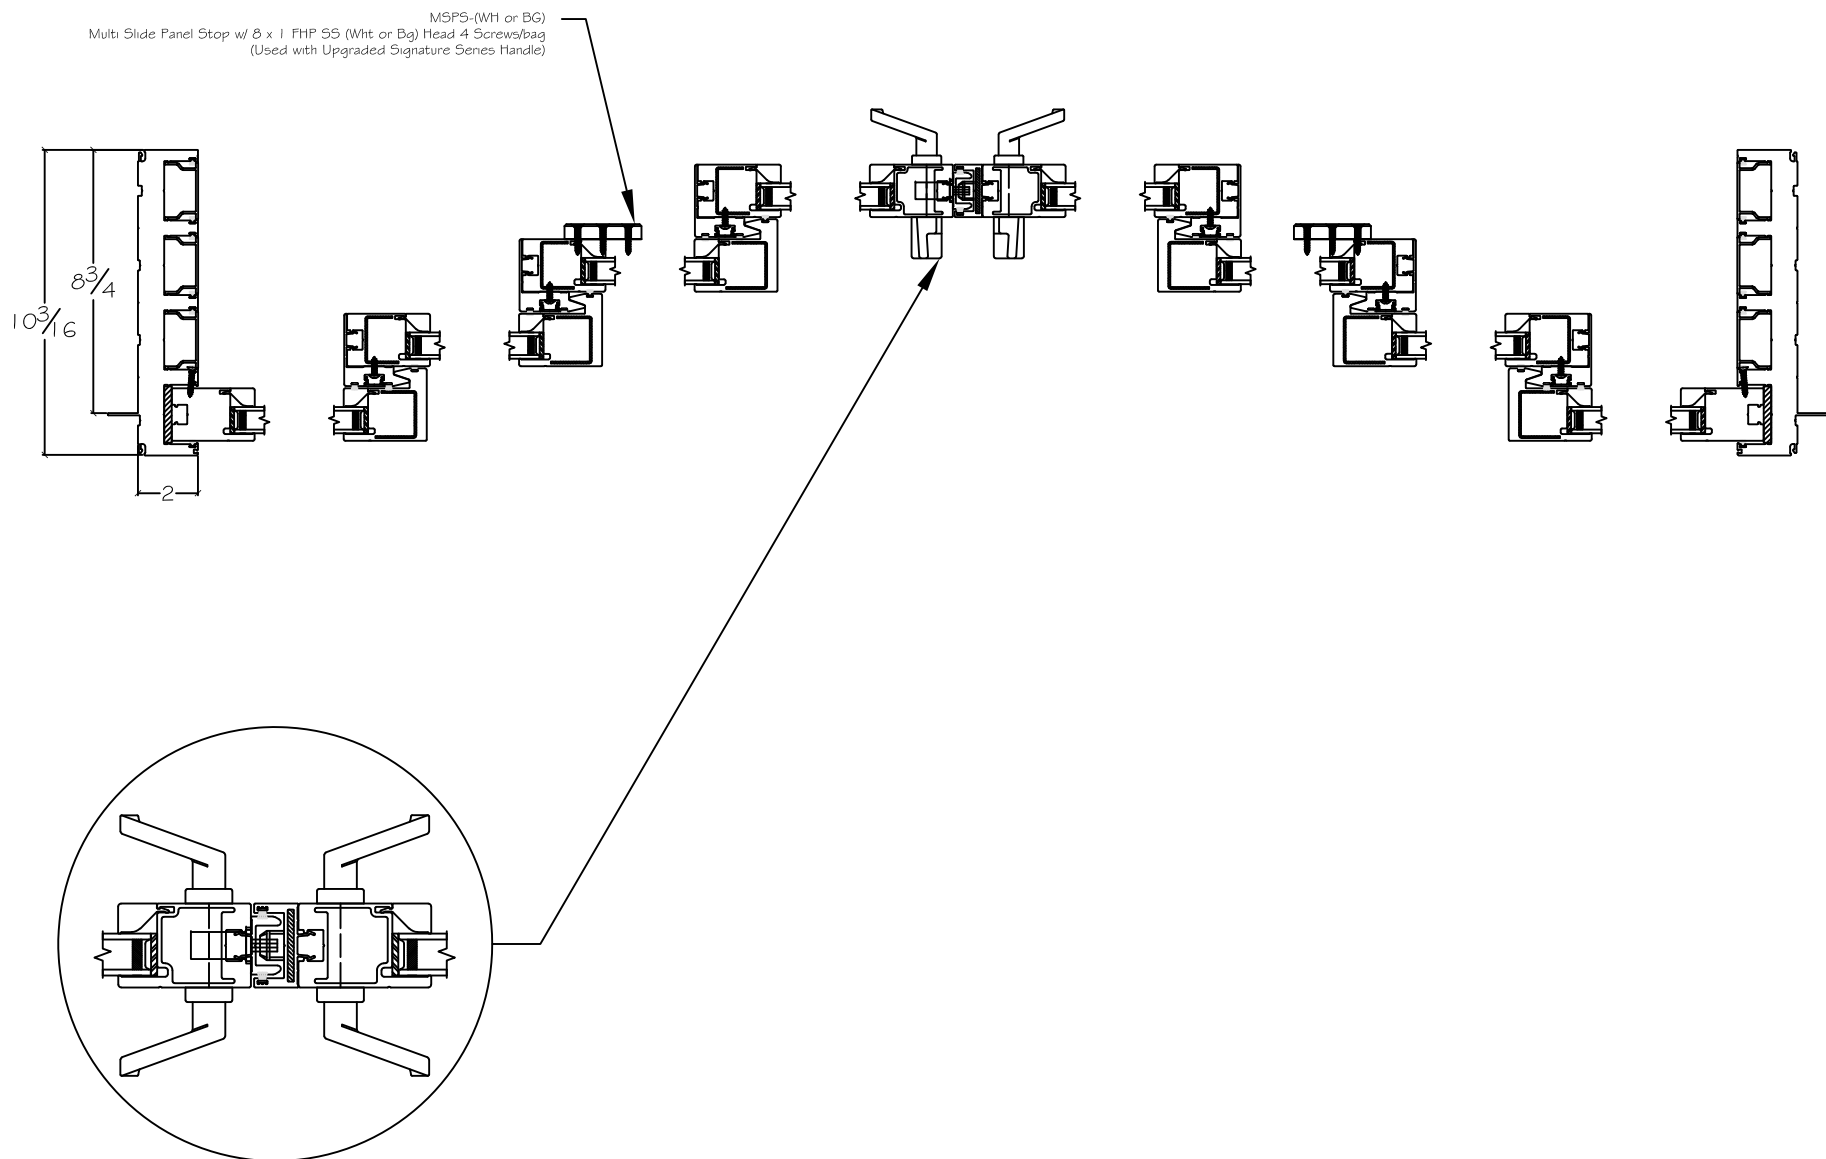 MSPS-(WH or BG)
Multi Slide Panel Stop w/ 8 x 1 FHP SS (Wht or Bg) Head 4 Screws/bag
(Used with Upgraded Signature Series Handle)
8 3/4
10 3/16
2